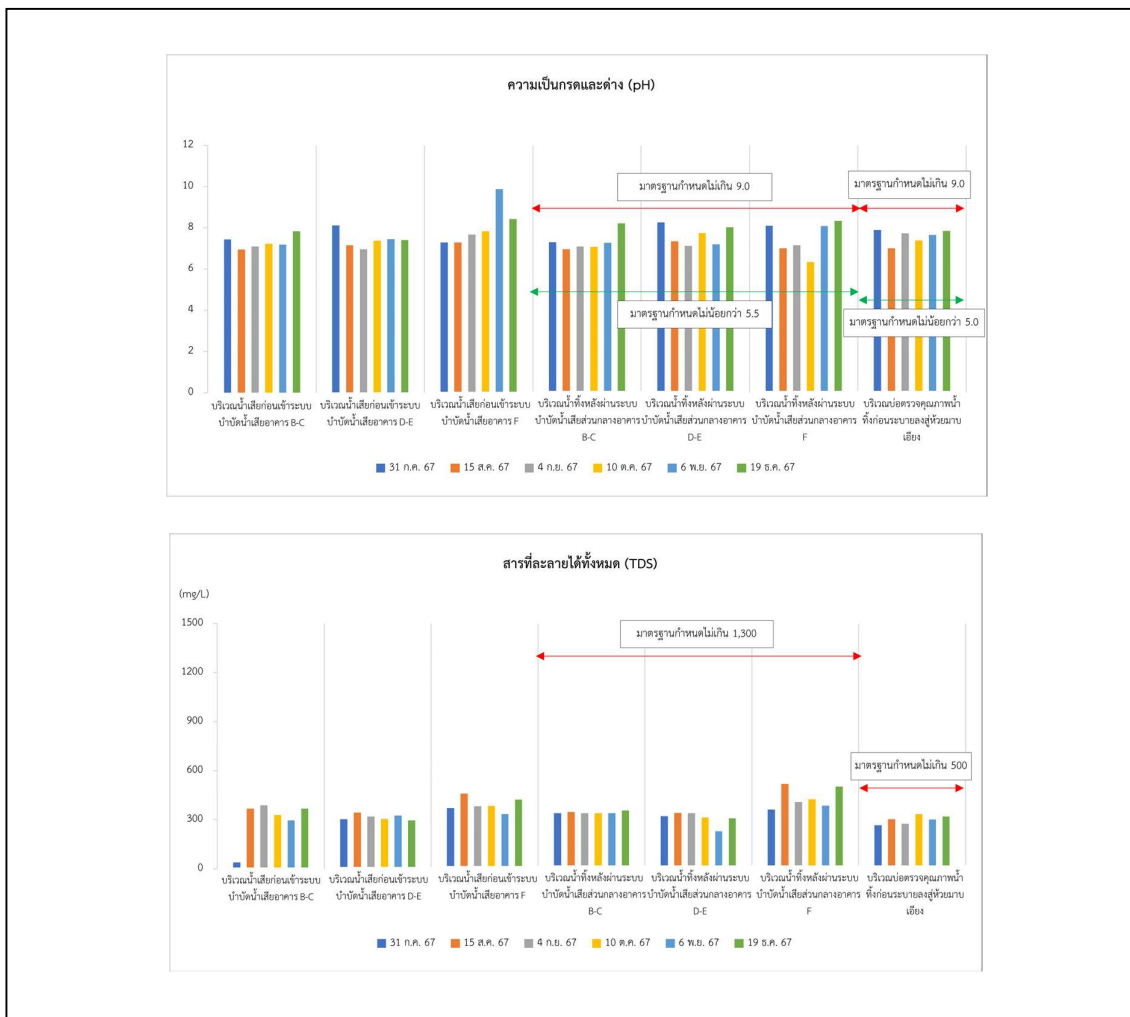 ความเป็นกรดและด่าง (pH)
12
10
8
6
4
2
0
มาตรฐานกำหนดไม่เกิน 9.0
มาตรฐานกำหนดไม่เกิน 9.0
มาตรฐานกำหนดไม่น้อยกว่า 5.5
มาตรฐานกำหนดไม่น้อยกว่า 5.0
บริเวณน้ำเสียก่อนเข้าระบบ
บำบัดน้ำเสียอาคาร B-C
บริเวณน้ำเสียก่อนเข้าระบบ
บำบัดน้ำเสียอาคาร D-E
บริเวณน้ำเสียก่อนเข้าระบบ
บำบัดน้ำเสียอาคาร F
บริเวณน้ำทิ้งหลังผ่านระบบ
บำบัดน้ำเสียส่วนกลางอาคาร
B-C
บริเวณน้ำทิ้งหลังผ่านระบบ
บำบัดน้ำเสียส่วนกลางอาคาร
D-E
บริเวณน้ำทิ้งหลังผ่านระบบ
บำบัดน้ำเสียส่วนกลางอาคาร
F
บริเวณบ่อตรวจคุณภาพน้ำ
ทิ้งก่อนระบายลงสู่ห้วยมาบ
เอียง
31 ก.ค. 67 15 ส.ค. 67 4 ก.ย. 67 10 ต.ค. 67 6 พ.ย. 67 19 ธ.ค. 67
สารที่ละลายได้ทั้งหมด (TDS)
(mg/L)
1500
1200
900
600
300
0
มาตรฐานกำหนดไม่เกิน 1,300
มาตรฐานกำหนดไม่เกิน 500
บริเวณน้ำเสียก่อนเข้าระบบ
บำบัดน้ำเสียอาคาร B-C
บริเวณน้ำเสียก่อนเข้าระบบ
บำบัดน้ำเสียอาคาร D-E
บริเวณน้ำเสียก่อนเข้าระบบ
บำบัดน้ำเสียอาคาร F
บริเวณน้ำทิ้งหลังผ่านระบบ
บำบัดน้ำเสียส่วนกลางอาคาร
B-C
บริเวณน้ำทิ้งหลังผ่านระบบ
บำบัดน้ำเสียส่วนกลางอาคาร
D-E
บริเวณน้ำทิ้งหลังผ่านระบบ
บำบัดน้ำเสียส่วนกลางอาคาร
F
บริเวณบ่อตรวจคุณภาพน้ำ
ทิ้งก่อนระบายลงสู่ห้วยมาบ
เอียง
31 ก.ค. 67 15 ส.ค. 67 4 ก.ย. 67 10 ต.ค. 67 6 พ.ย. 67 19 ธ.ค. 67